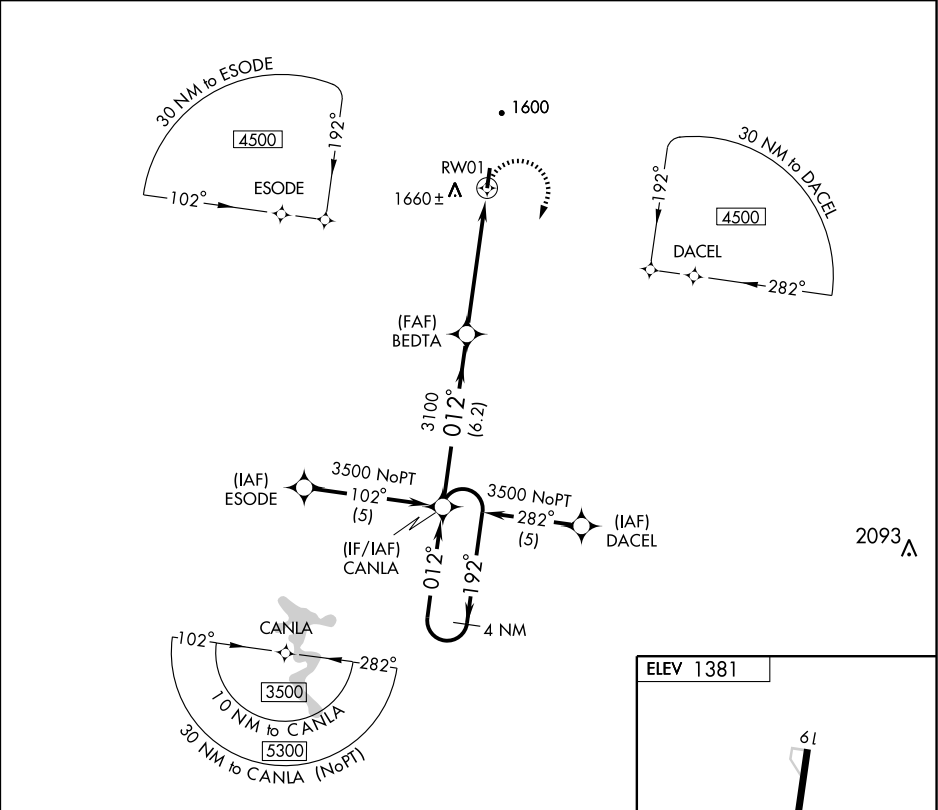 30 NM to ESODE
4500
192°
102°
ESODE
1600
RW01
1660±
30 NM to DACEL
192°
4500
DACEL
282°
(FAF)
BEDTA
3100
012°
(6.2)
(IAF)
ESODE
3500 NoPT
102°
(5)
3500 NoPT
282°
(5)
(IAF)
DACEL
(IF/IAF)
CANLA
012°
192°
4 NM
2093
CANLA
102°
282°
3500
10 NM to CANLA
5300
30 NM to CANLA (NoPT)
ELEV 1381
19